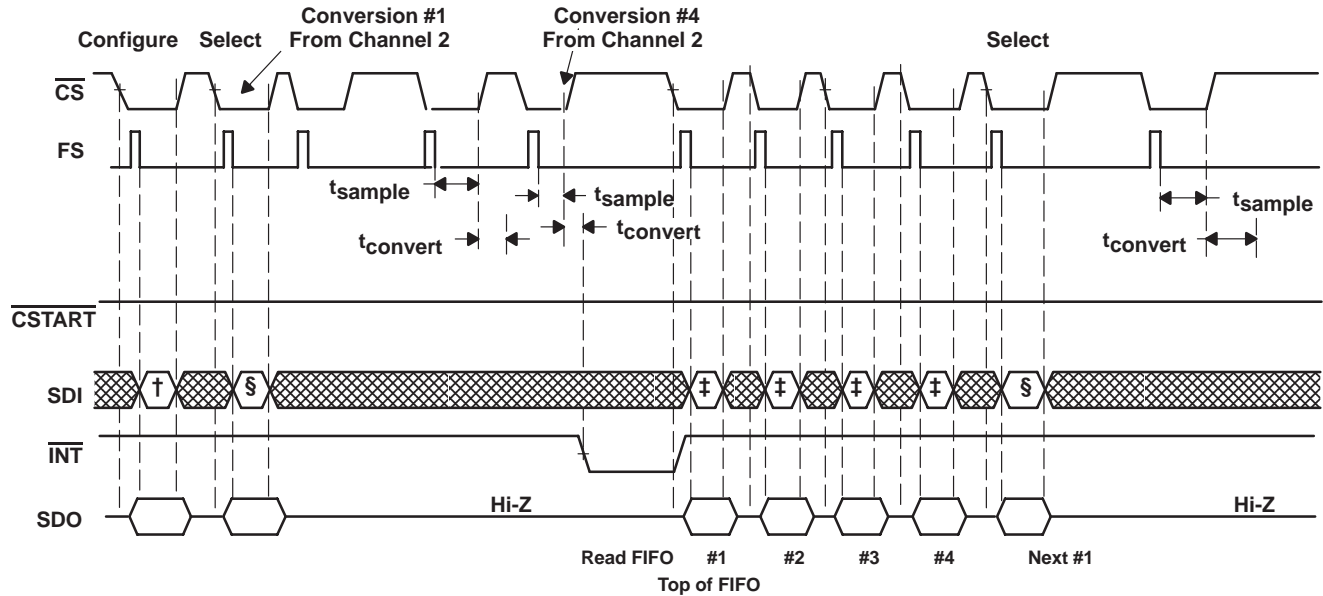 Conversion #1
From Channel 2
Conversion #4
From Channel 2
Configure
Select
Select
CS
FS
tsample
tsample
tconvert
tconvert
tsample
tconvert
CSTART
SDI
†
§
‡
‡
‡
‡
§
INT
SDO
Hi-Z
Hi-Z
Read FIFO
#1
#2
#3
#4
Next #1
Top of FIFO